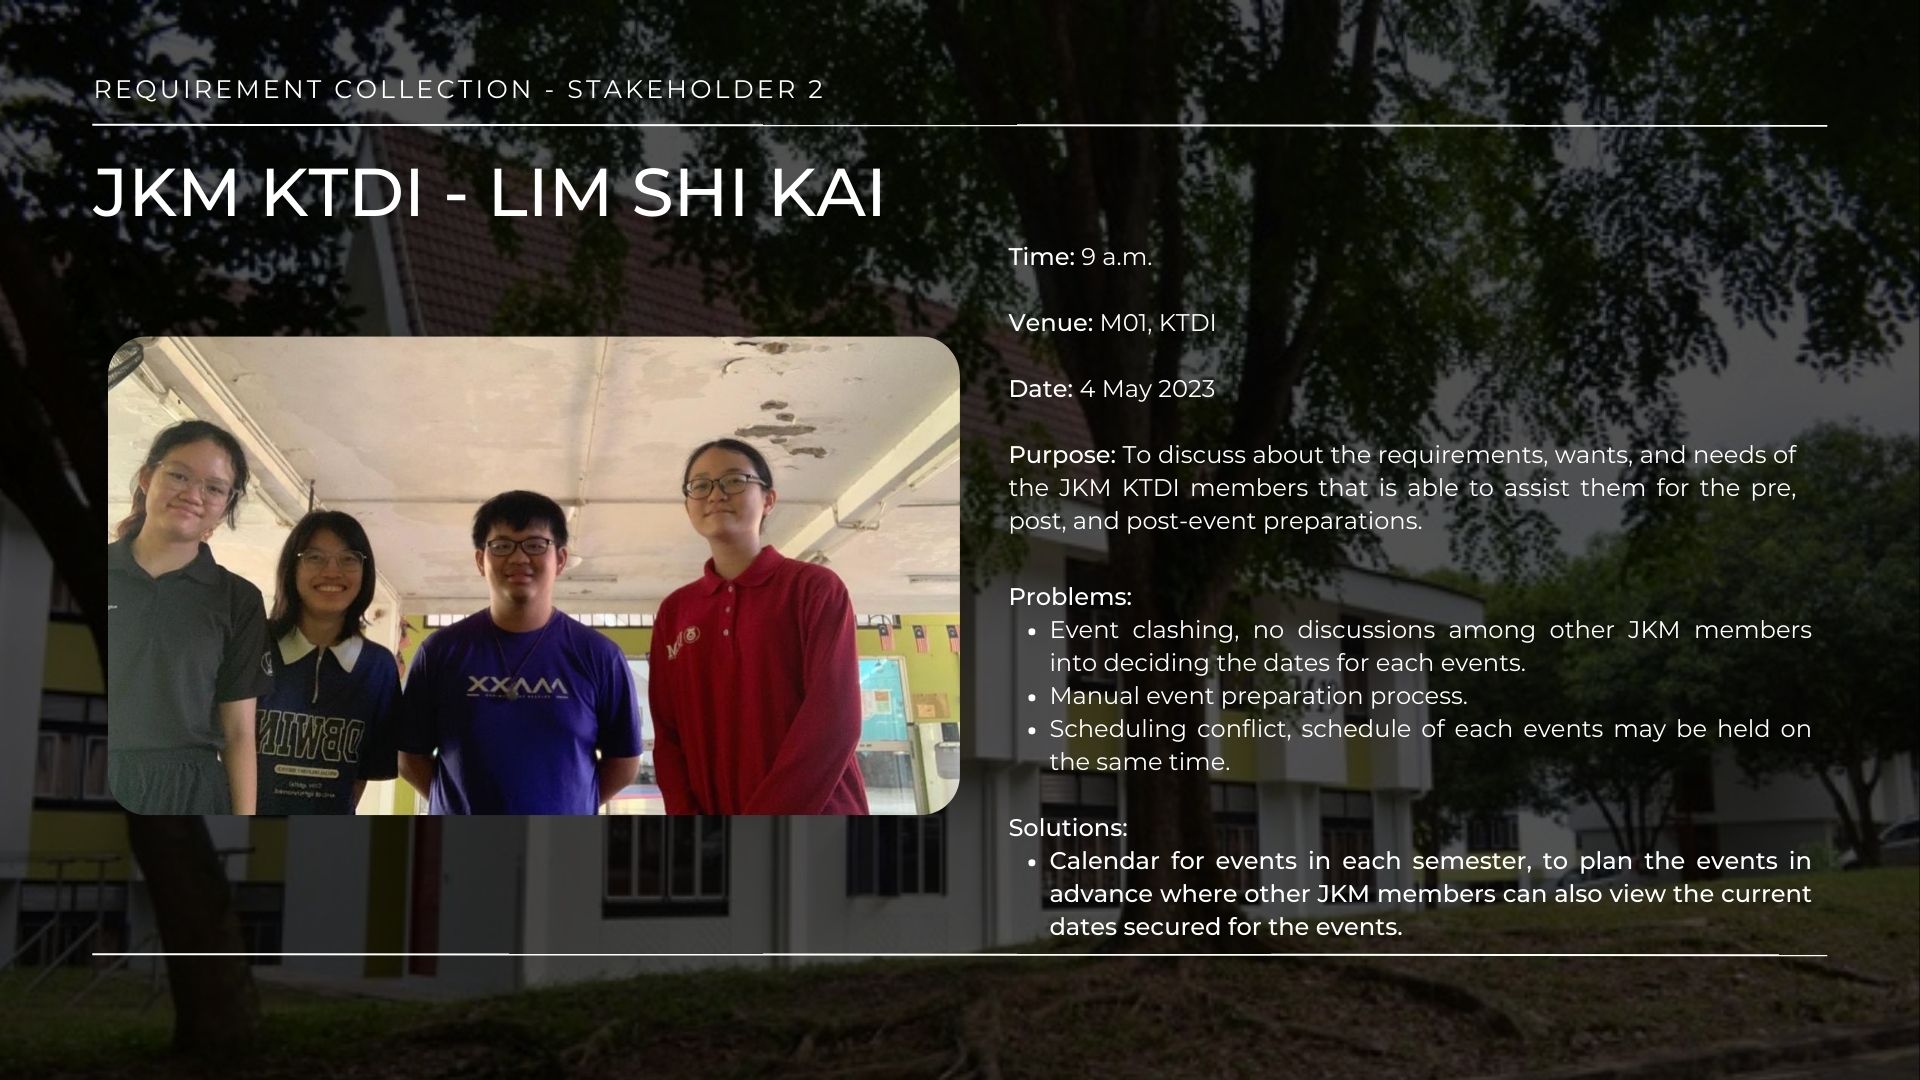 REQUIREMENT COLLECTION - STAKEHOLDER 2
JKM KTDI - LIM SHI KAI
XXAM
Time: 9 a.m.
Venue: M01, KTDI
Date: 4 May 2023
Purpose: To discuss about the requirements, wants, and needs of
the JKM KTDI members that is able to assist them for the pre,
post, and post-event preparations.
Problems:
• Event clashing, no discussions among other JKM members
into deciding the dates for each events.
• Manual event preparation process.
• Scheduling conflict, schedule of each events may be held on
the same time.
Solutions:
• Calendar for events in each semester, to plan the events in
advance where other JKM members can also view the current
dates secured for the events.